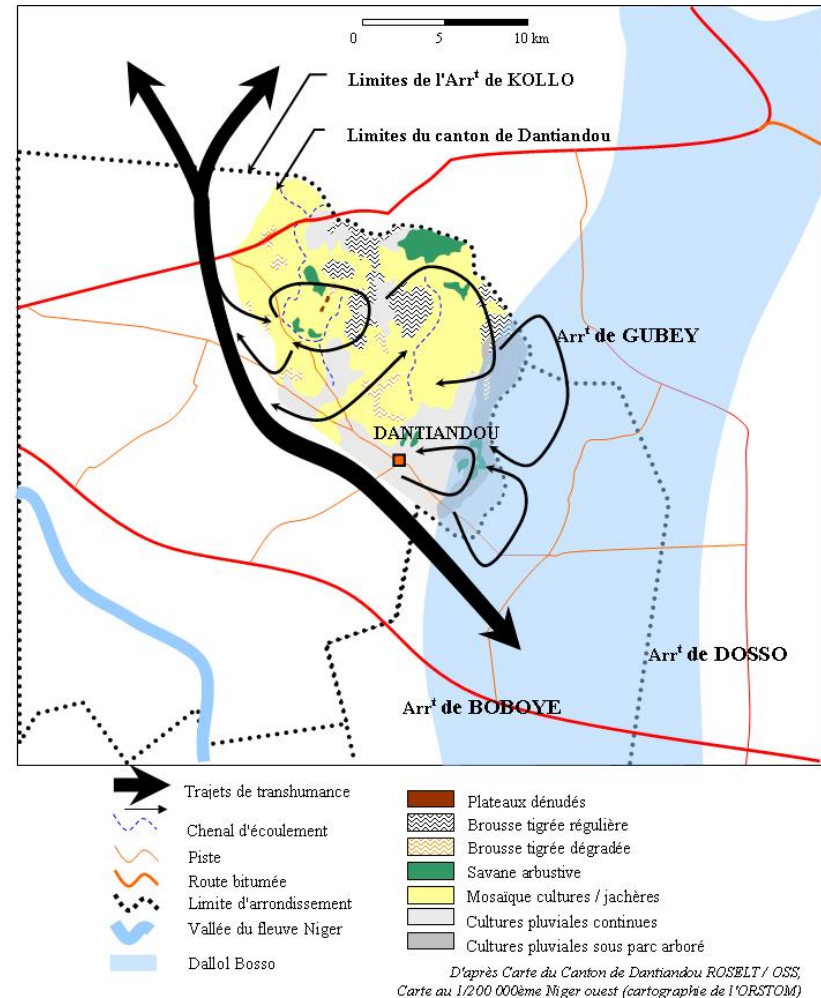 0 5 10 km
Limites de l'Arrᵗ de KOLLO
Limites du canton de Dantiandou
Arrᵗ de GUBEY
DANTIANDOU
Arrᵗ de DOSSO
Arrᵗ de BOBOYE
Trajets de transhumance
Chenal d'écoulement
Piste
Route bitumée
Limite d'arrondissement
Vallée du fleuve Niger
Dallol Bosso
Plateaux dénudés
Brousse tigrée régulière
Brousse tigrée dégradée
Savane arbustive
Mosaïque cultures / jachères
Cultures pluviales continues
Cultures pluviales sous parc arboré
D'après Carte du Canton de Dantiandou ROSELT / OSS,
Carte au 1/200 000ème Niger ouest (cartographie de l'ORSTOM)